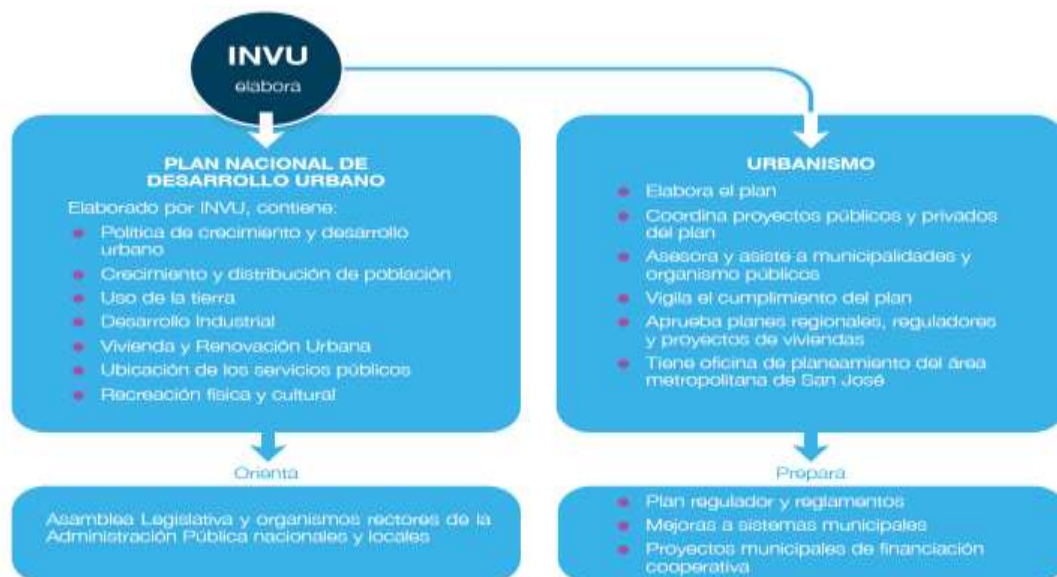 INVU
elabora
PLAN NACIONAL DE
DESARROLLO URBANO
Elaborado por INVU, contiene:
Política de crecimiento y desarrollo
urbano
Crecimiento y distribución de población
Uso de la tierra
Desarrollo Industrial
Vivienda y Renovación Urbana
Ubicación de los servicios públicos
Recreación física y cultural
Orienta
Asamblea Legislativa y organismos rectores de la
Administración Pública nacionales y locales
URBANISMO
Elabora el plan
Coordina proyectos públicos y privados
del plan
Asesora y asiste a municipalidades y
organismo públicos
Vigila el cumplimiento del plan
Aprueba planes regionales, reguladores
y proyectos de viviendas
Tiene oficina de planeamiento del área
metropolitana de San José
Prepara
Plan regulador y reglamentos
Mejoras a sistemas municipales
Proyectos municipales de financiación
cooperativa